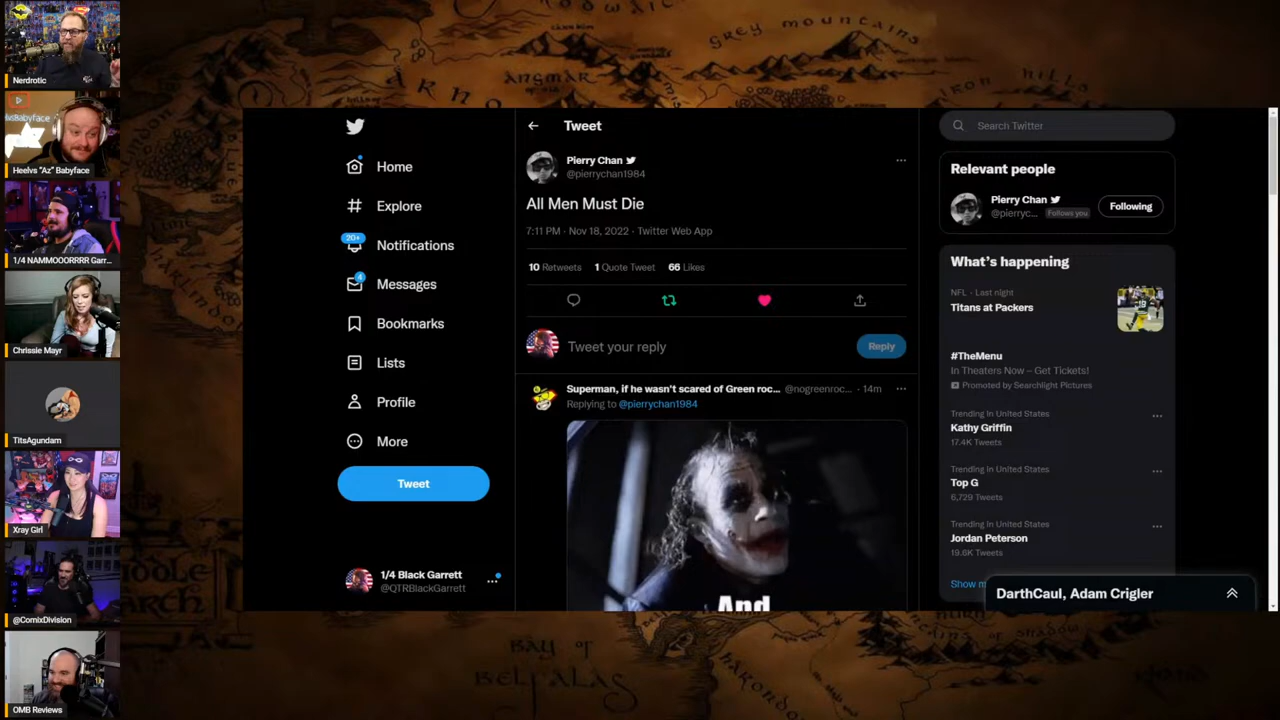 Nerdrotic
Heelvs "Az" Babyface
1/4 NAMMOOORRRR Garr...
Chrissie Mayr
TitsAgundam
Xray Girl
@ComixDivision
OMB Reviews
GREY MOUNTAINS
ANGMAR
IRON HILLS
Home
Explore
20+
Notifications
4
Messages
Bookmarks
Lists
Profile
More
Tweet
1/4 Black Garrett
@QTRBlackGarrett
Tweet
Pierry Chan
@pierrychan1984
All Men Must Die
7:11 PM · Nov 18, 2022 · Twitter Web App
10 Retweets 1 Quote Tweet 66 Likes
Tweet your reply
Reply
Superman, if he wasn't scared of Green roc... @nogreenroc... · 14m
Replying to @pierrychan1984
And
Search Twitter
Relevant people
Pierry Chan
@pierryc... Follows you
Following
What's happening
NFL · Last night
Titans at Packers
#TheMenu
In Theaters Now – Get Tickets!
Promoted by Searchlight Pictures
Trending in United States
Kathy Griffin
17.4K Tweets
Trending in United States
Top G
6,729 Tweets
Trending in United States
Jordan Peterson
19.6K Tweets
Show m
DarthCaul, Adam Crigler
BAY OF
BELFALAS
KHAND